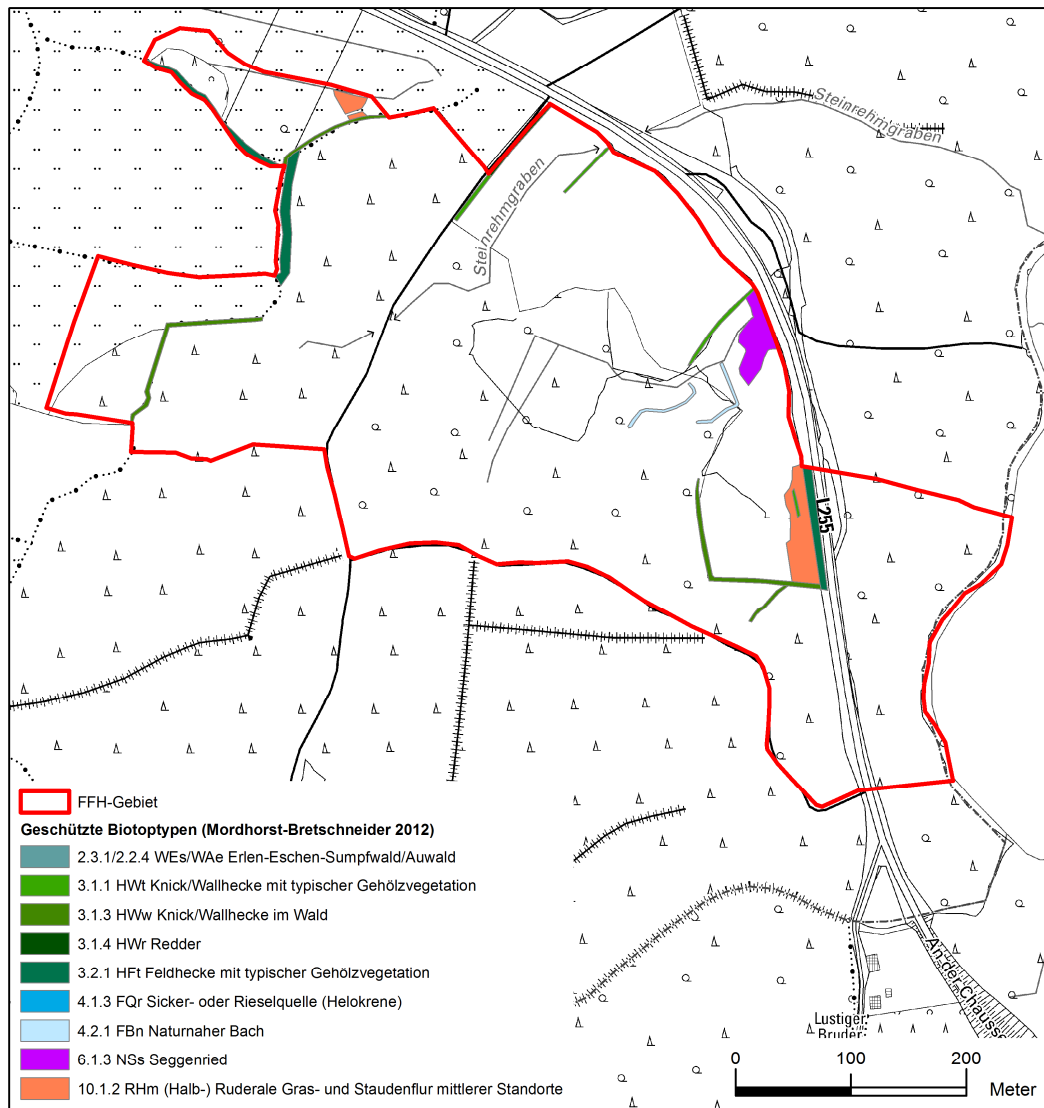 Steinrehmgraben
Steinrehmgraben
Steinrehmgraben
L255
FFH-Gebiet
Geschützte Biotoptypen (Mordhorst-Bretschneider 2012)
2.3.1/2.2.4 WEs/WAe Erlen-Eschen-Sumpfwald/Auwald
3.1.1 HWt Knick/Wallhecke mit typischer Gehölzvegetation
3.1.3 HWw Knick/Wallhecke im Wald
3.1.4 HWr Redder
3.2.1 HFt Feldhecke mit typischer Gehölzvegetation
4.1.3 FQr Sicker- oder Rieselquelle (Helokrene)
4.2.1 FBn Naturnaher Bach
6.1.3 NSs Seggenried
10.1.2 RHm (Halb-) Ruderale Gras- und Staudenflur mittlerer Standorte
An der Chausse
Lustiger
Bruder
0 100 200
Meter